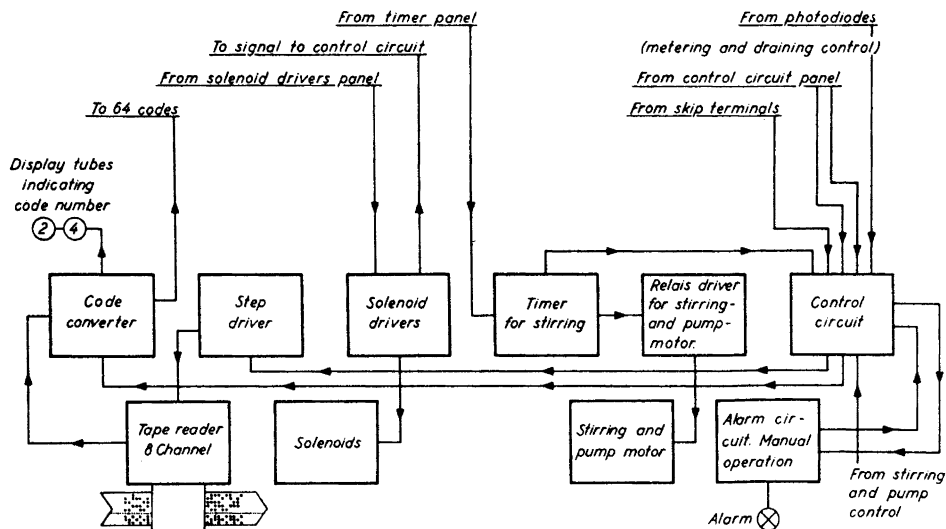 From timer panel
To signal to control circuit
From solenoid drivers panel
To 64 codes
From photodiodes
(metering and draining control)
From control circuit panel
From skip terminals
Display tubes
indicating
code number
2 4
Code
converter
Step
driver
Solenoid
drivers
Timer
for stirring
Relais driver
for stirring-
and pump-
motor.
Control
circuit
Tape reader
8 Channel
Solenoids
Stirring and
pump motor
Alarm cir-
cuit. Manual
operation
From stirring
and pump
control
Alarm